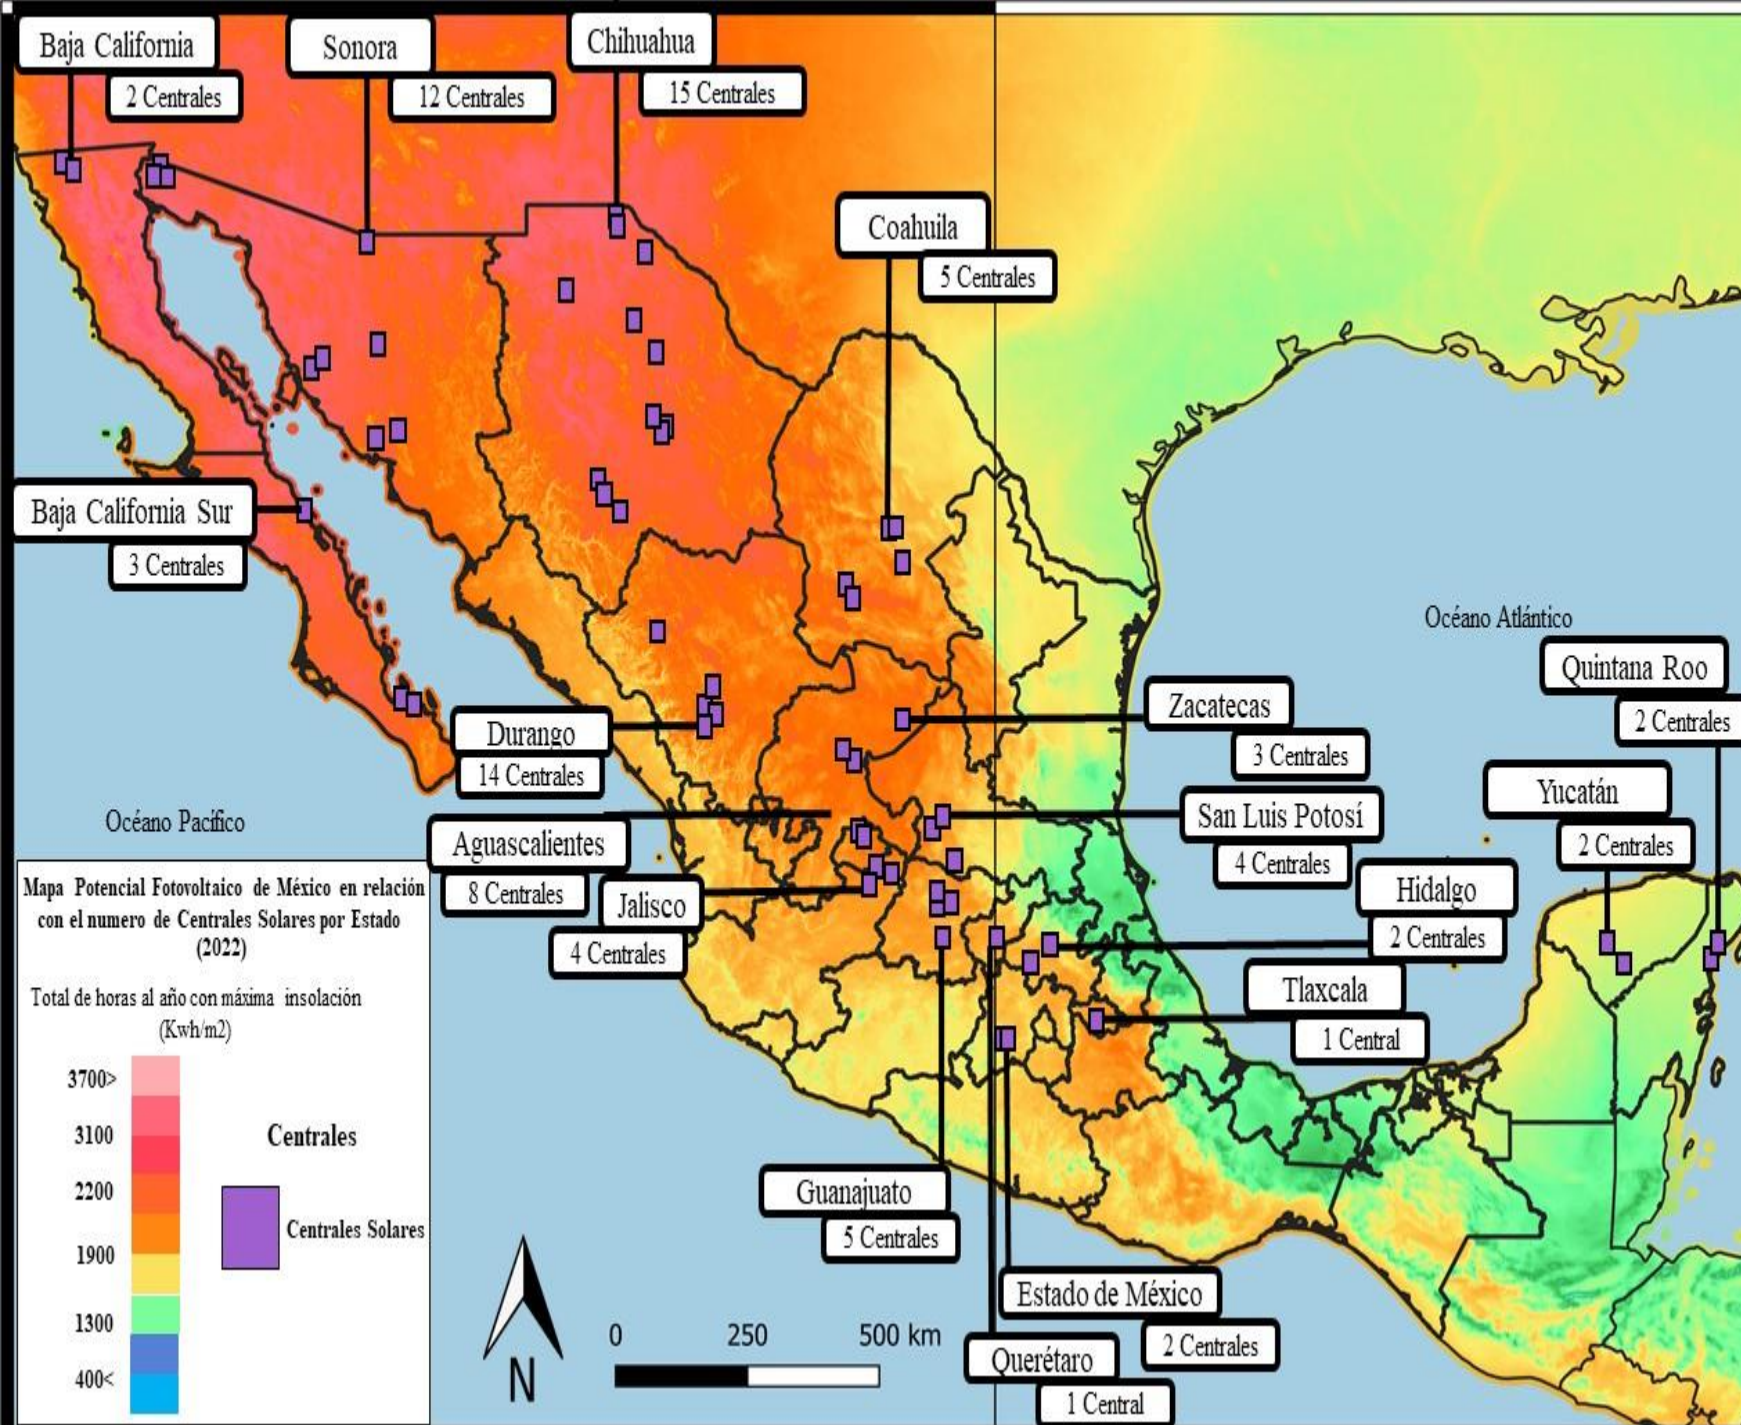 Baja California
2 Centrales
Sonora
12 Centrales
Chihuahua
15 Centrales
Coahuila
5 Centrales
Baja California Sur
3 Centrales
Océano Atlántico
Quintana Roo
2 Centrales
Zacatecas
3 Centrales
Durango
14 Centrales
Yucatán
2 Centrales
Océano Pacífico
San Luis Potosí
4 Centrales
Aguascalientes
8 Centrales
Jalisco
4 Centrales
Hidalgo
2 Centrales
Tlaxcala
1 Central
Guanajuato
5 Centrales
Estado de México
2 Centrales
Querétaro
1 Central
Mapa Potencial Fotovoltaico de México en relación
con el numero de Centrales Solares por Estado
(2022)
Total de horas al año con máxima insolación
(Kwh/m2)
3700>
3100
2200
1900
1300
400<
Centrales
Centrales Solares
N
0 250 500 km